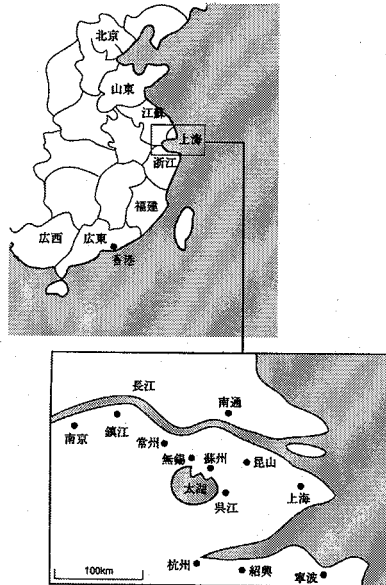 北京
山東
江蘇
上海
浙江
福建
広西
広東
香港
長江
南通
南京
鎮江
常州
無錫
蘇州
昆山
太湖
呉江
上海
100km
杭州
紹興
寧波